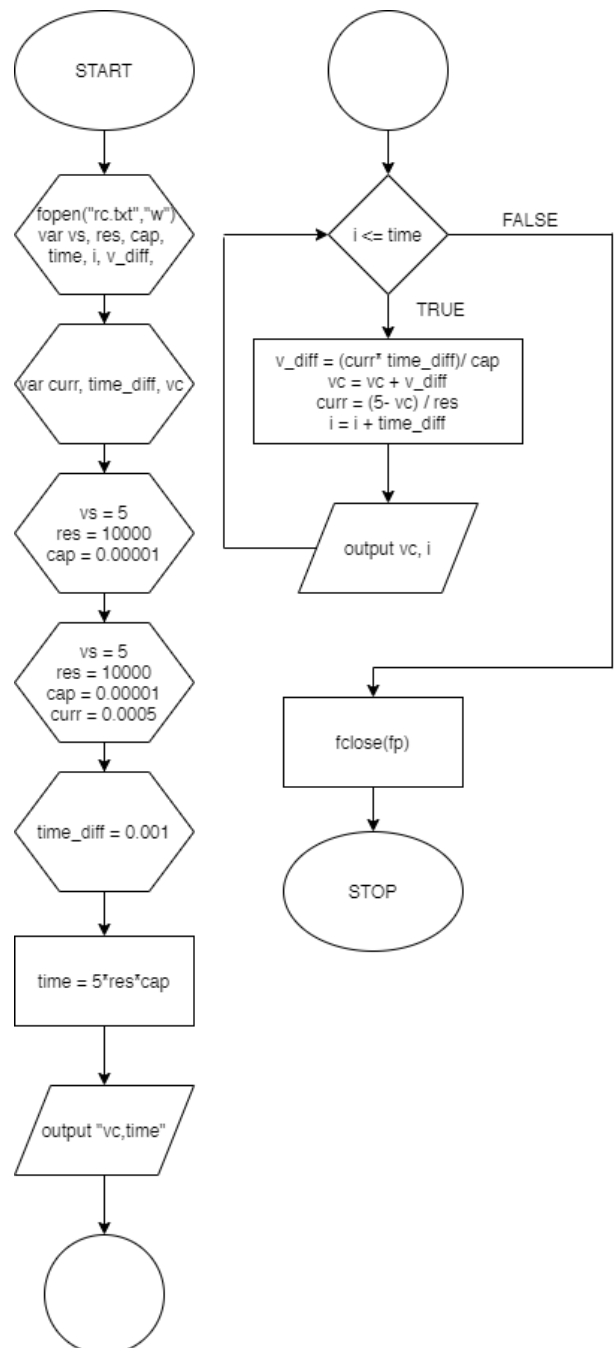 START
fopen("rc.txt","w")
var vs, res, cap,
time, i, v_diff,
var curr, time_diff, vc
vs = 5
res = 10000
cap = 0.00001
vs = 5
res = 10000
cap = 0.00001
curr = 0.0005
time_diff = 0.001
time = 5*res*cap
output "vc,time"
i <= time
FALSE
TRUE
v_diff = (curr* time_diff)/ cap
vc = vc + v_diff
curr = (5- vc) / res
i = i + time_diff
output vc, i
fclose(fp)
STOP